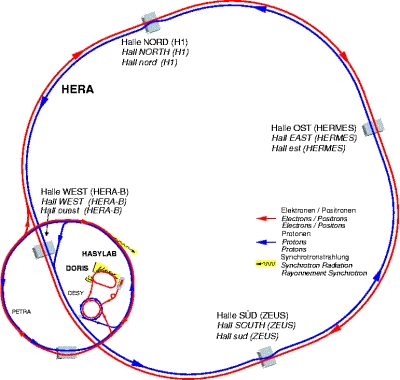 Halle NORD (H1)
Hall NORTH (H1)
Hall nord (H1)
HERA
Halle OST (HERMES)
Hall EAST (HERMES)
Hall est (HERMES)
Halle WEST (HERA-B)
Hall WEST (HERA-B)
Hall ouest (HERA-B)
Elektronen / Positronen
Electrons / Positrons
Electrons / Positons
Protonen
Protons
Protons
Synchrotronstrahlung
Synchrotron Radiation
Rayonnement Synchrotron
HASYLAB
DORIS
DESY
PETRA
Halle SÜD (ZEUS)
Hall SOUTH (ZEUS)
Hall sud (ZEUS)